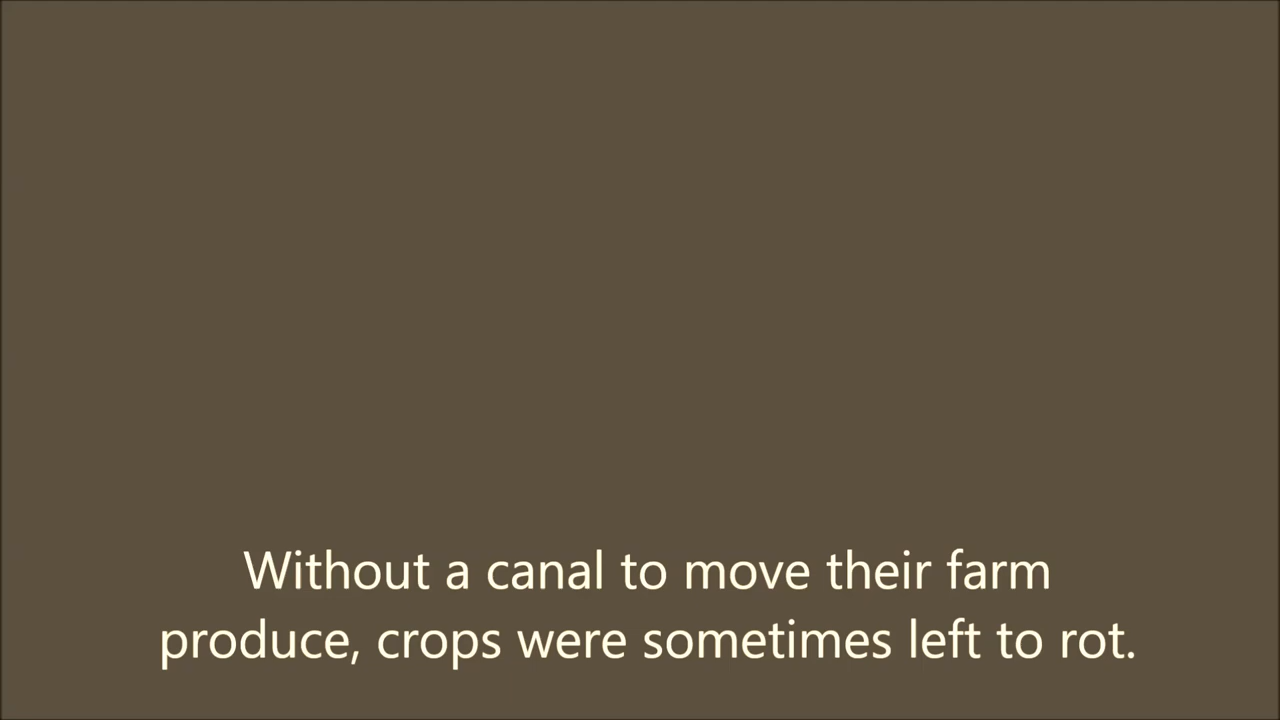 Without a canal to move their farm
produce, crops were sometimes left to rot.